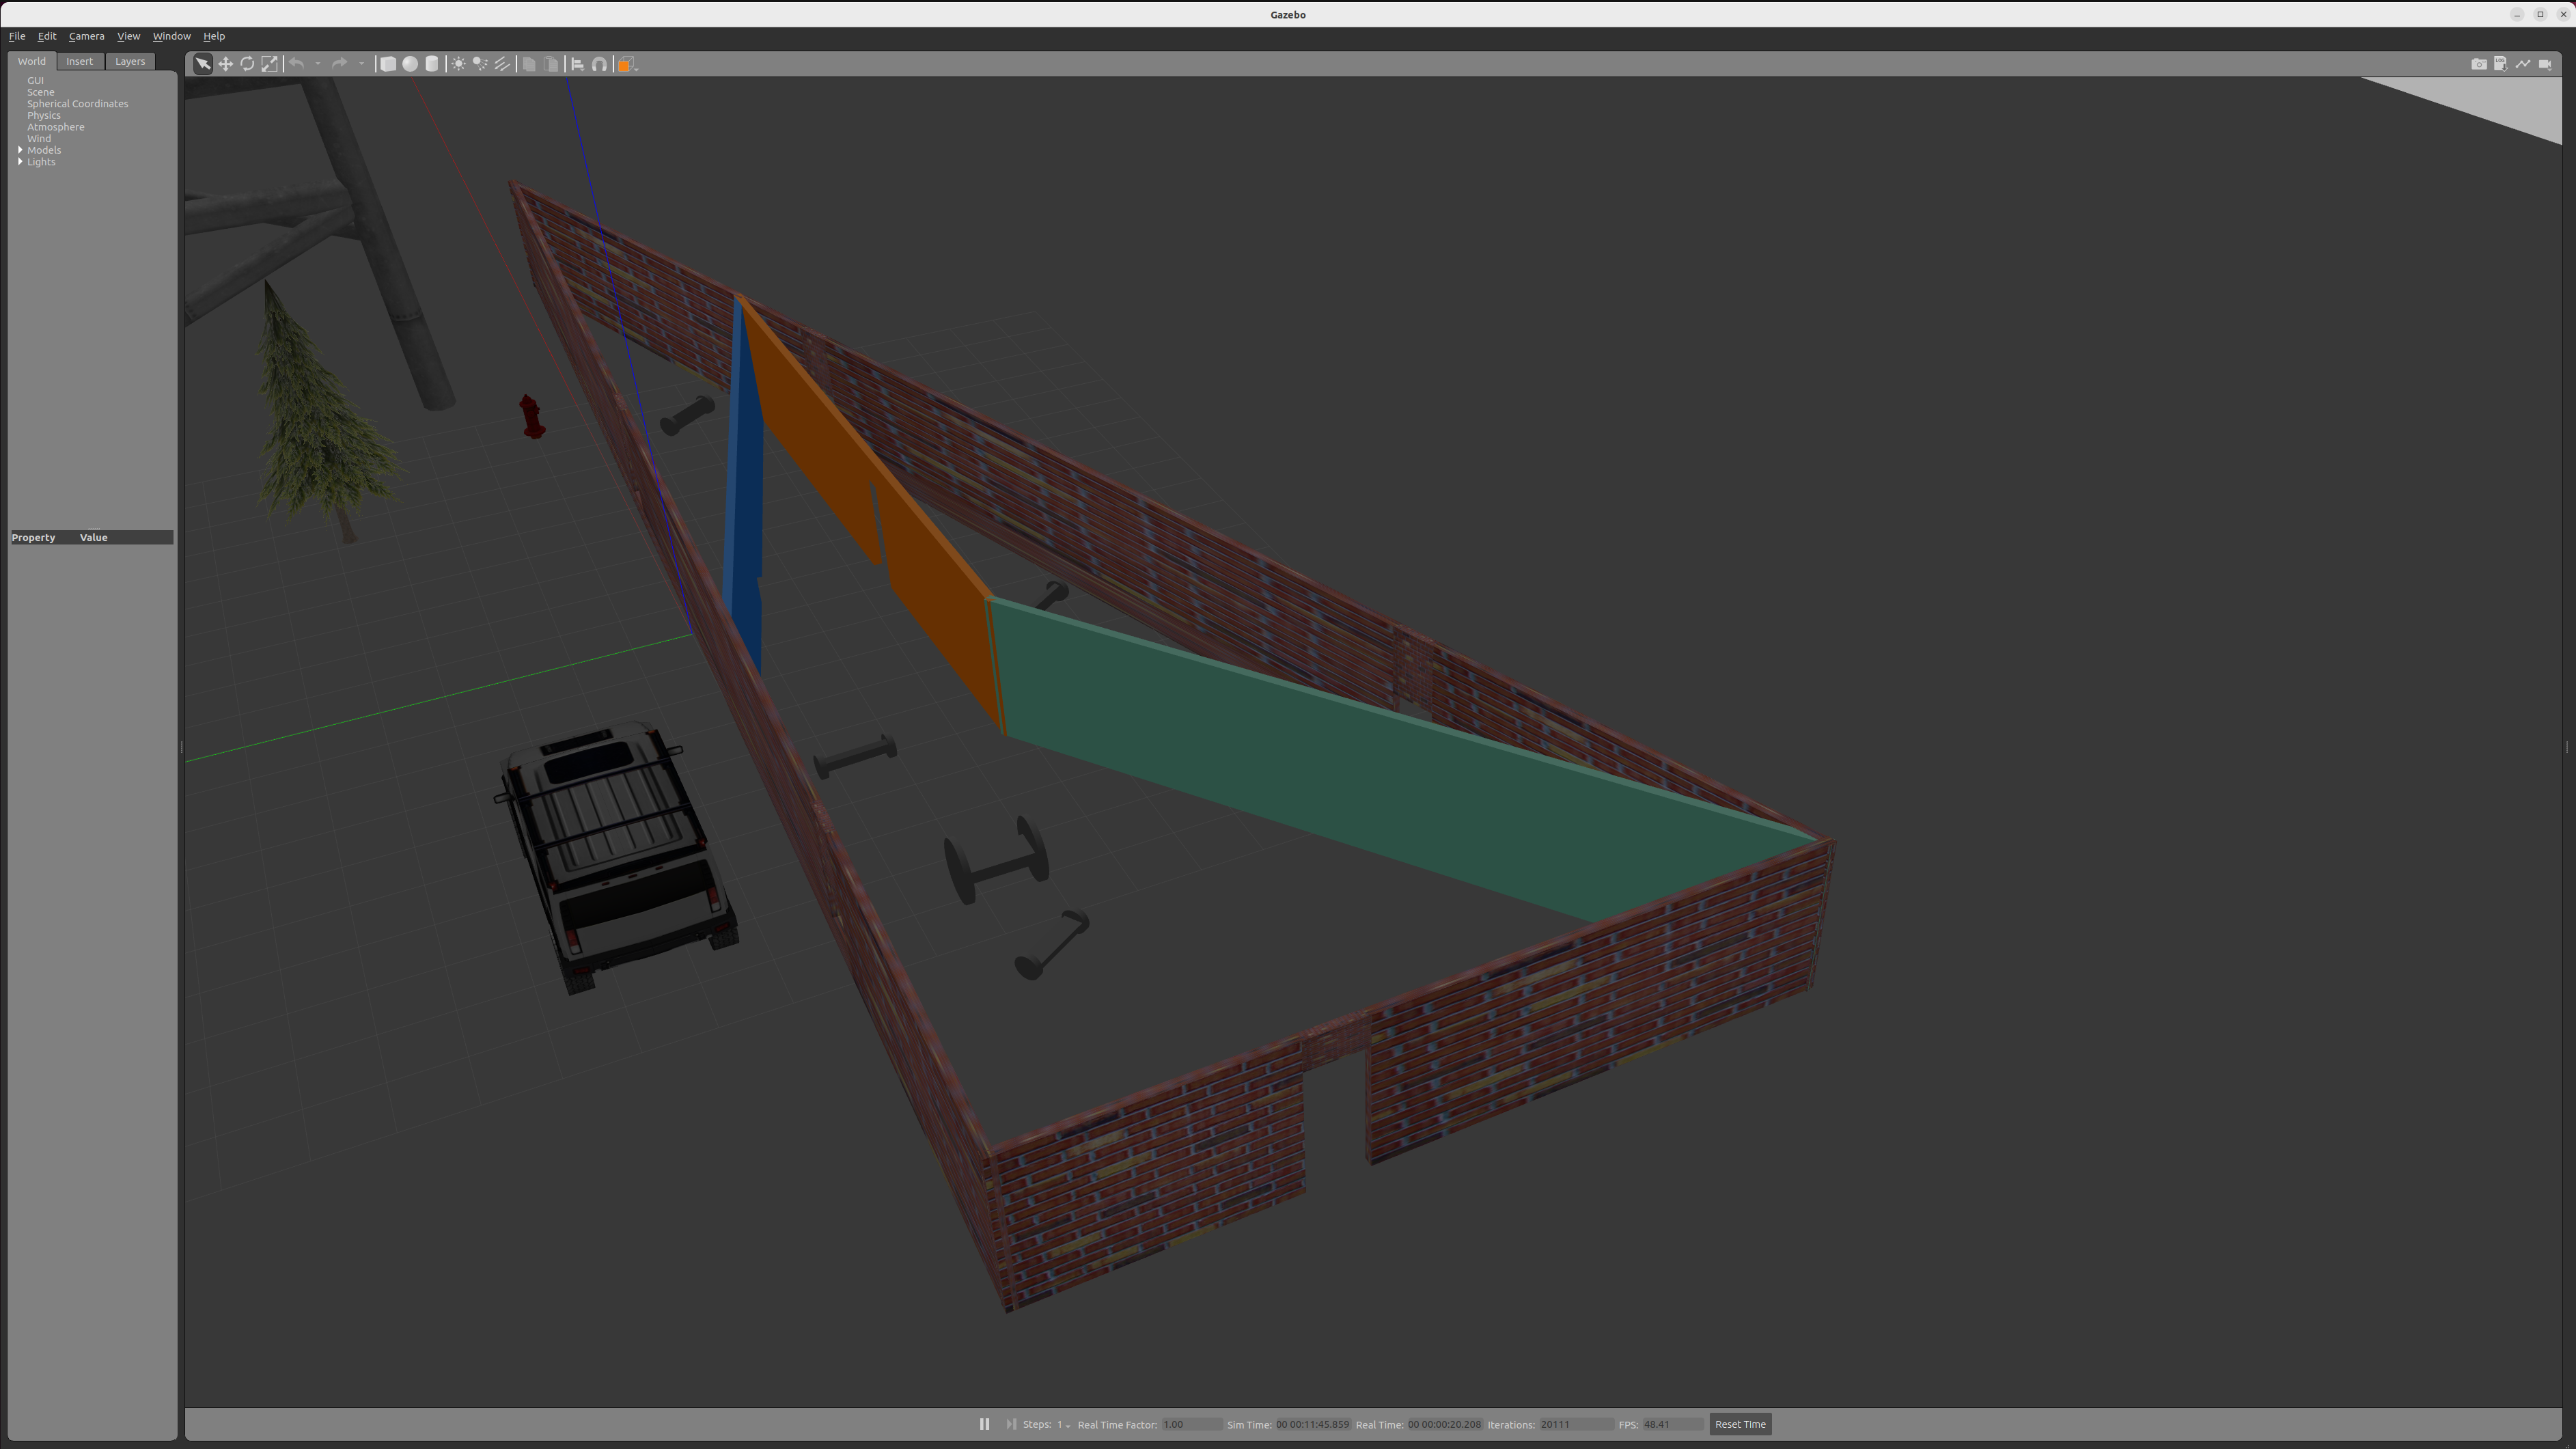 Gazebo
File Edit Camera View Window Help
World Insert Layers
GUI
Scene
Spherical Coordinates
Physics
Atmosphere
Wind
Models
Lights
Property Value
Steps: 1 Real Time Factor: 1.00 Sim Time: 00 00:11:45.859 Real Time: 00 00:00:20.208 Iterations: 20111 FPS: 48.41 Reset Time